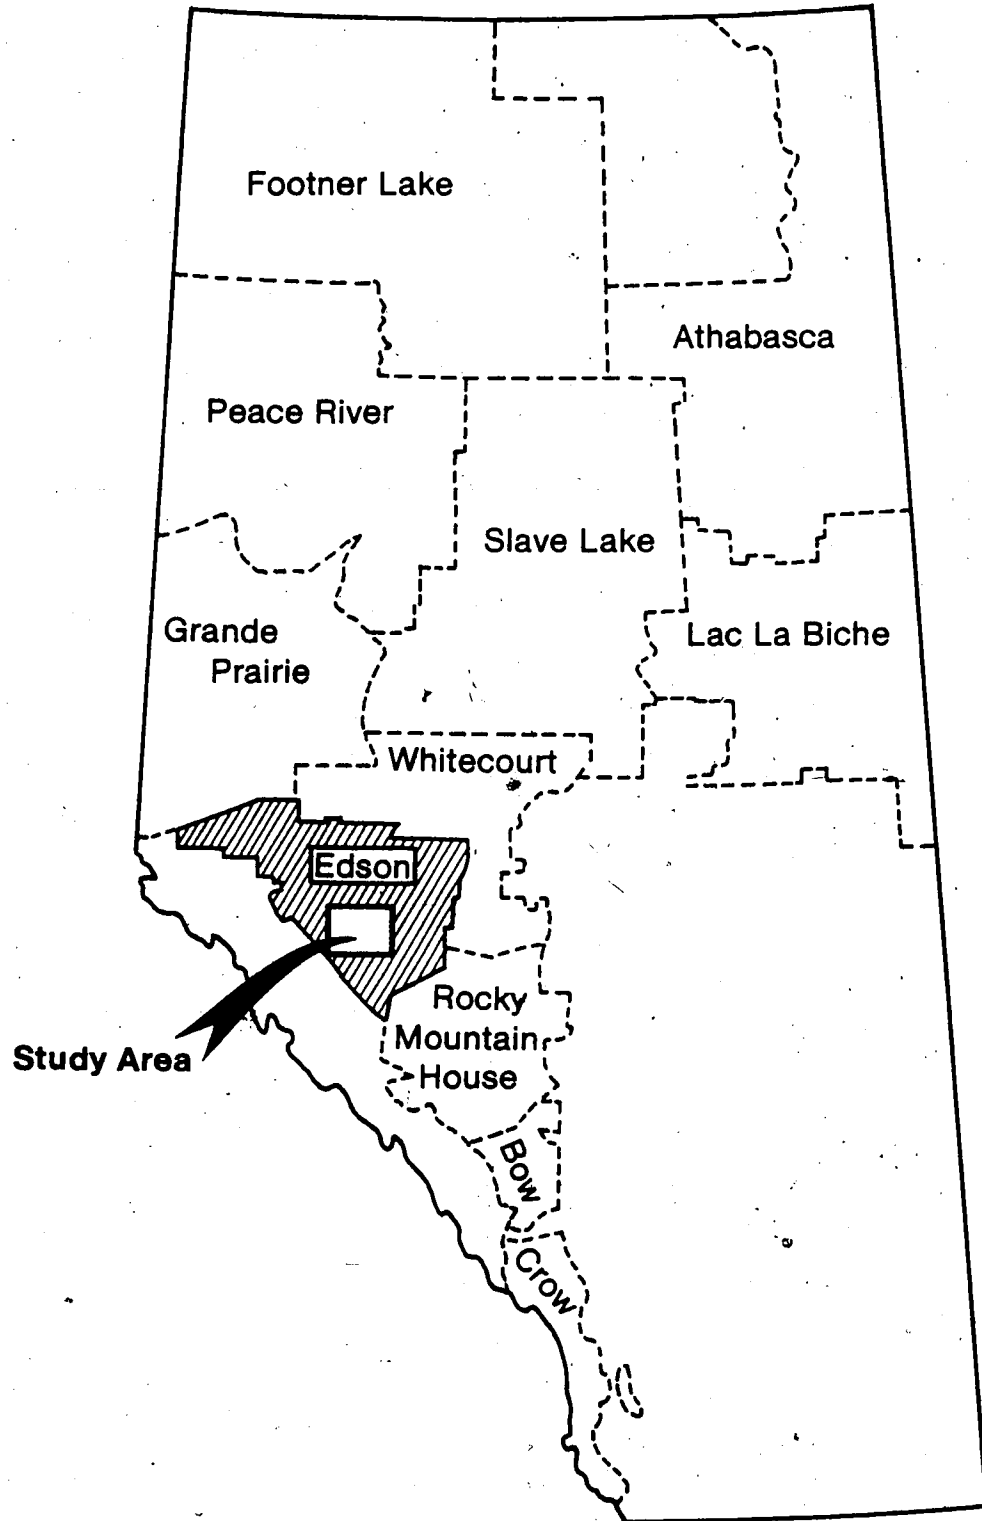 Footner Lake
Athabasca
Peace River
Slave Lake
Grande
Prairie
Lac La Biche
Whitecourt
Edson
Rocky
Mountain
House
Study Area
Bow
Crow